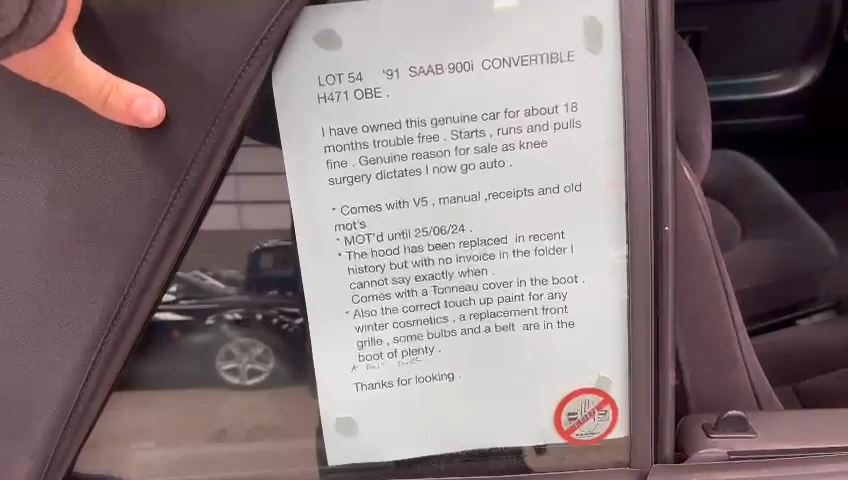 LOT 54 '91 SAAB 900i CONVERTIBLE
H471 OBE .
I have owned this genuine car for about 18
months trouble free . Starts , runs and pulls
fine . Genuine reason for sale as knee
surgery dictates I now go auto .
* Comes with V5 , manual ,receipts and old
mot's
* MOT'd until 25/06/24 .
* The hood has been replaced in recent
history but with no invoice in the folder I
cannot say exactly when .
Comes with a Tonneau cover in the boot .
* Also the correct touch up paint for any
winter cosmetics , a replacement front
grille , some bulbs and a belt are in the
boot of plenty .
Thanks for looking .